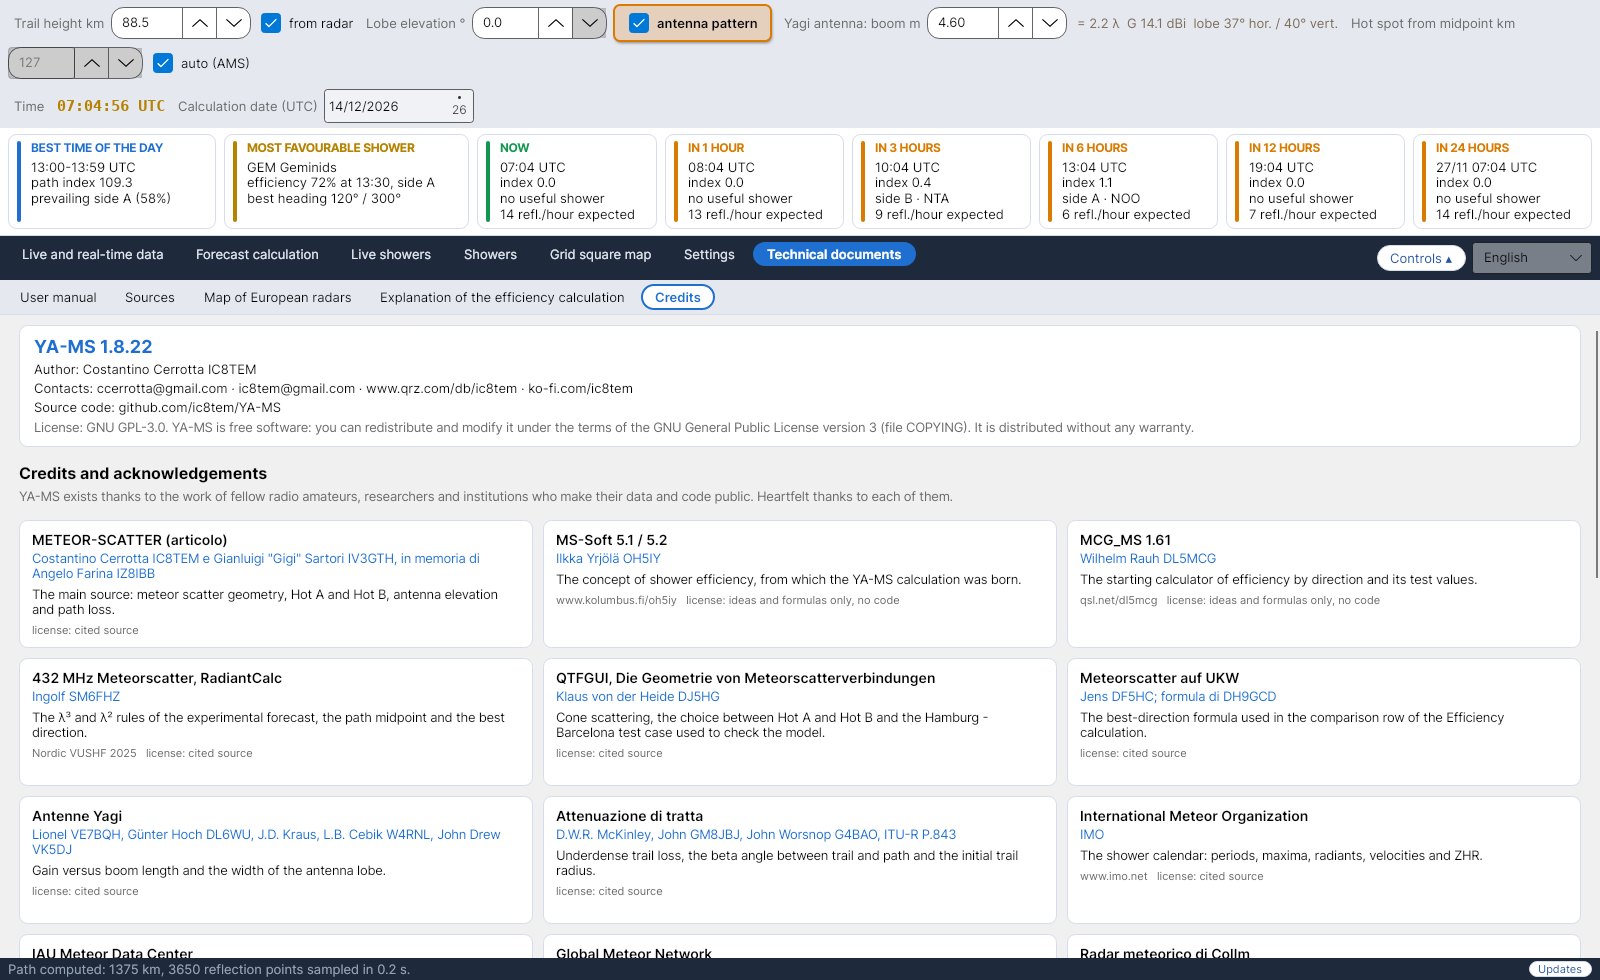 Trail height km 88.5 from radar Lobe elevation ° 0.0 antenna pattern Yagi antenna: boom m 4.60 = 2.2 λ G 14.1 dBi lobe 37° hor. / 40° vert. Hot spot from midpoint km
127 auto (AMS)
Time 07:04:56 UTC Calculation date (UTC) 14/12/2026 26
BEST TIME OF THE DAY
13:00-13:59 UTC
path index 109.3
prevailing side A (58%)
MOST FAVOURABLE SHOWER
GEM Geminids
efficiency 72% at 13:30, side A
best heading 120° / 300°
NOW
07:04 UTC
index 0.0
no useful shower
14 refl./hour expected
IN 1 HOUR
08:04 UTC
index 0.0
no useful shower
13 refl./hour expected
IN 3 HOURS
10:04 UTC
index 0.4
side B · NTA
9 refl./hour expected
IN 6 HOURS
13:04 UTC
index 1.1
side A · NOO
6 refl./hour expected
IN 12 HOURS
19:04 UTC
index 0.0
no useful shower
7 refl./hour expected
IN 24 HOURS
27/11 07:04 UTC
index 0.0
no useful shower
14 refl./hour expected
Live and real-time data Forecast calculation Live showers Showers Grid square map Settings Technical documents Controls ▴ English
User manual Sources Map of European radars Explanation of the efficiency calculation Credits
YA-MS 1.8.22
Author: Costantino Cerrotta IC8TEM
Contacts: ccerrotta@gmail.com · ic8tem@gmail.com · www.qrz.com/db/ic8tem · ko-fi.com/ic8tem
Source code: github.com/ic8tem/YA-MS
License: GNU GPL-3.0. YA-MS is free software: you can redistribute and modify it under the terms of the GNU General Public License version 3 (file COPYING). It is distributed without any warranty.
Credits and acknowledgements
YA-MS exists thanks to the work of fellow radio amateurs, researchers and institutions who make their data and code public. Heartfelt thanks to each of them.
METEOR-SCATTER (articolo)
Costantino Cerrotta IC8TEM e Gianluigi "Gigi" Sartori IV3GTH, in memoria di
Angelo Farina IZ8IBB
The main source: meteor scatter geometry, Hot A and Hot B, antenna elevation
and path loss.
license: cited source
MS-Soft 5.1 / 5.2
Ilkka Yrjölä OH5IY
The concept of shower efficiency, from which the YA-MS calculation was born.
www.kolumbus.fi/oh5iy license: ideas and formulas only, no code
MCG_MS 1.61
Wilhelm Rauh DL5MCG
The starting calculator of efficiency by direction and its test values.
qsl.net/dl5mcg license: ideas and formulas only, no code
432 MHz Meteorscatter, RadiantCalc
Ingolf SM6FHZ
The λ³ and λ² rules of the experimental forecast, the path midpoint and the best
direction.
Nordic VUSHF 2025 license: cited source
QTFGUI, Die Geometrie von Meteorscatterverbindungen
Klaus von der Heide DJ5HG
Cone scattering, the choice between Hot A and Hot B and the Hamburg -
Barcelona test case used to check the model.
license: cited source
Meteorscatter auf UKW
Jens DF5HC; formula di DH9GCD
The best-direction formula used in the comparison row of the Efficiency
calculation.
license: cited source
Antenne Yagi
Lionel VE7BQH, Günter Hoch DL6WU, J.D. Kraus, L.B. Cebik W4RNL, John Drew
VK5DJ
Gain versus boom length and the width of the antenna lobe.
license: cited source
Attenuazione di tratta
D.W.R. McKinley, John GM8JBJ, John Worsnop G4BAO, ITU-R P.843
Underdense trail loss, the beta angle between trail and path and the initial trail
radius.
license: cited source
International Meteor Organization
IMO
The shower calendar: periods, maxima, radiants, velocities and ZHR.
www.imo.net license: cited source
IAU Meteor Data Center
Global Meteor Network
Radar meteorico di Collm
Path computed: 1375 km, 3650 reflection points sampled in 0.2 s.
Updates